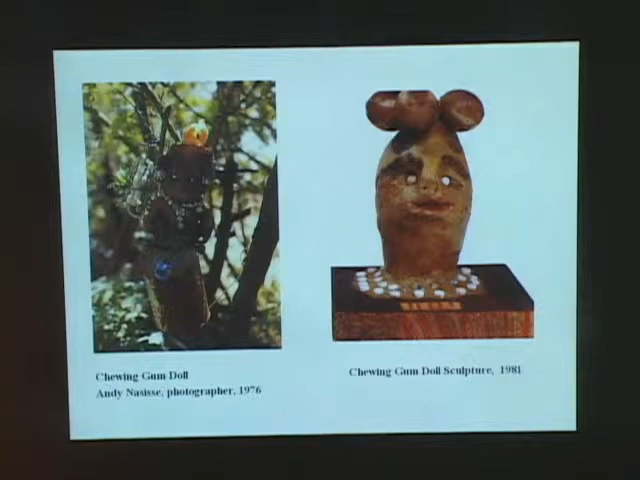 Chewing Gum Doll
Andy Nasisse, photographer, 1976
Chewing Gum Doll Sculpture, 1981